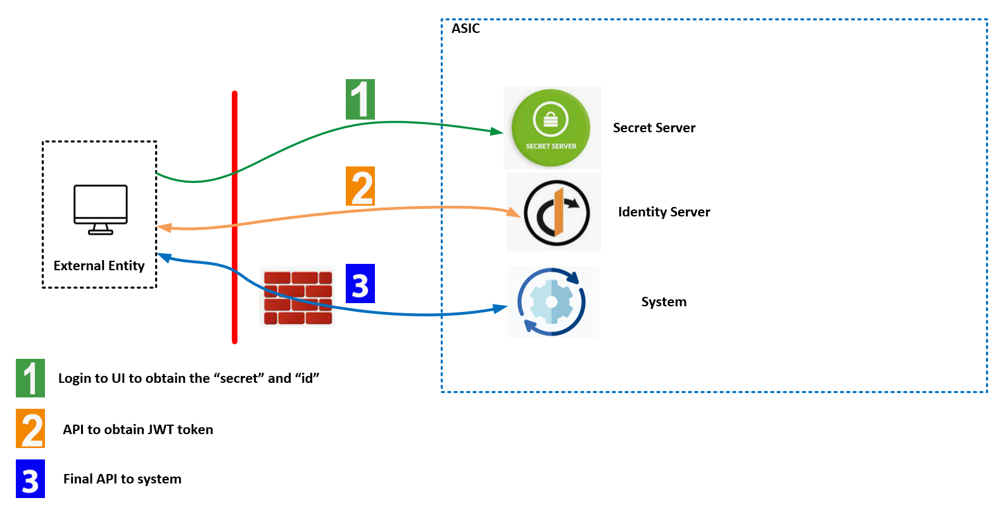 ASIC
1
SECRET SERVER
Secret Server
2
Identity Server
External Entity
3
System
1 Login to UI to obtain the “secret” and “id”
2 API to obtain JWT token
3 Final API to system